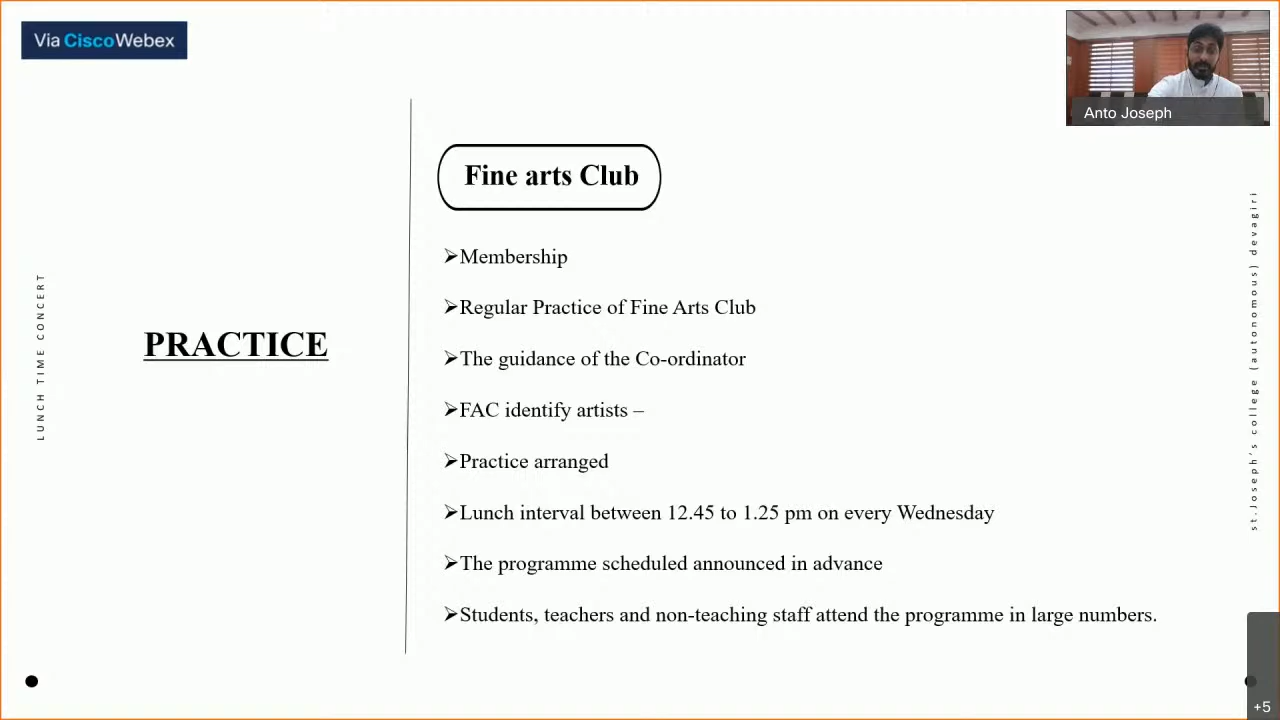 Via CiscoWebex
Anto Joseph
Fine arts Club
➢Membership
➢Regular Practice of Fine Arts Club
➢The guidance of the Co-ordinator
➢FAC identify artists –
➢Practice arranged
➢Lunch interval between 12.45 to 1.25 pm on every Wednesday
➢The programme scheduled announced in advance
➢Students, teachers and non-teaching staff attend the programme in large numbers.
PRACTICE
LUNCH TIME CONCERT
st.Joseph's college (autonomous) devagiri
+5